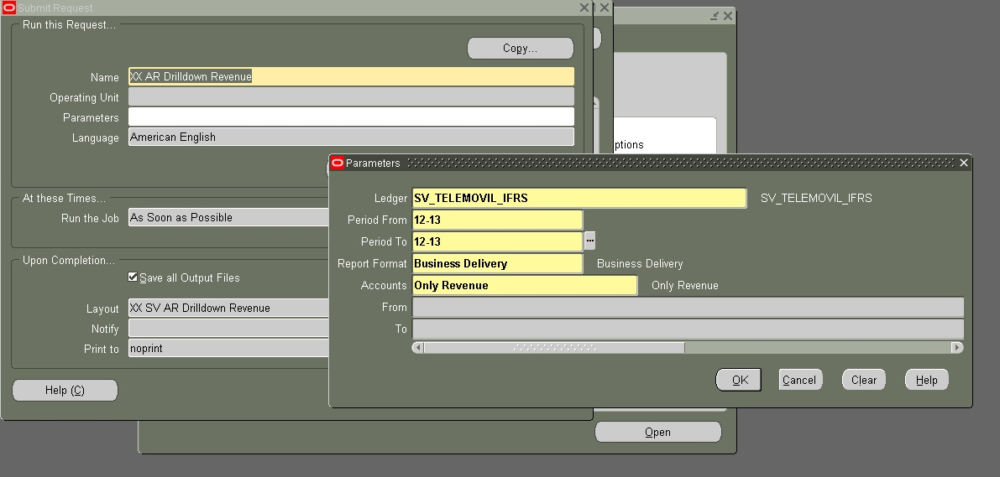 Submit Request
Run this Request...
Copy...
Name XX AR Drilldown Revenue
Operating Unit
Parameters
Language American English
ptions
Parameters
Ledger SV_TELEMOVIL_IFRS SV_TELEMOVIL_IFRS
Period From 12-13
Period To 12-13
Report Format Business Delivery Business Delivery
Accounts Only Revenue Only Revenue
From
To
OK Cancel Clear Help
At these Times...
Run the Job As Soon as Possible
Upon Completion...
Save all Output Files
Layout XX SV AR Drilldown Revenue
Notify
Print to noprint
Help (C)
Open